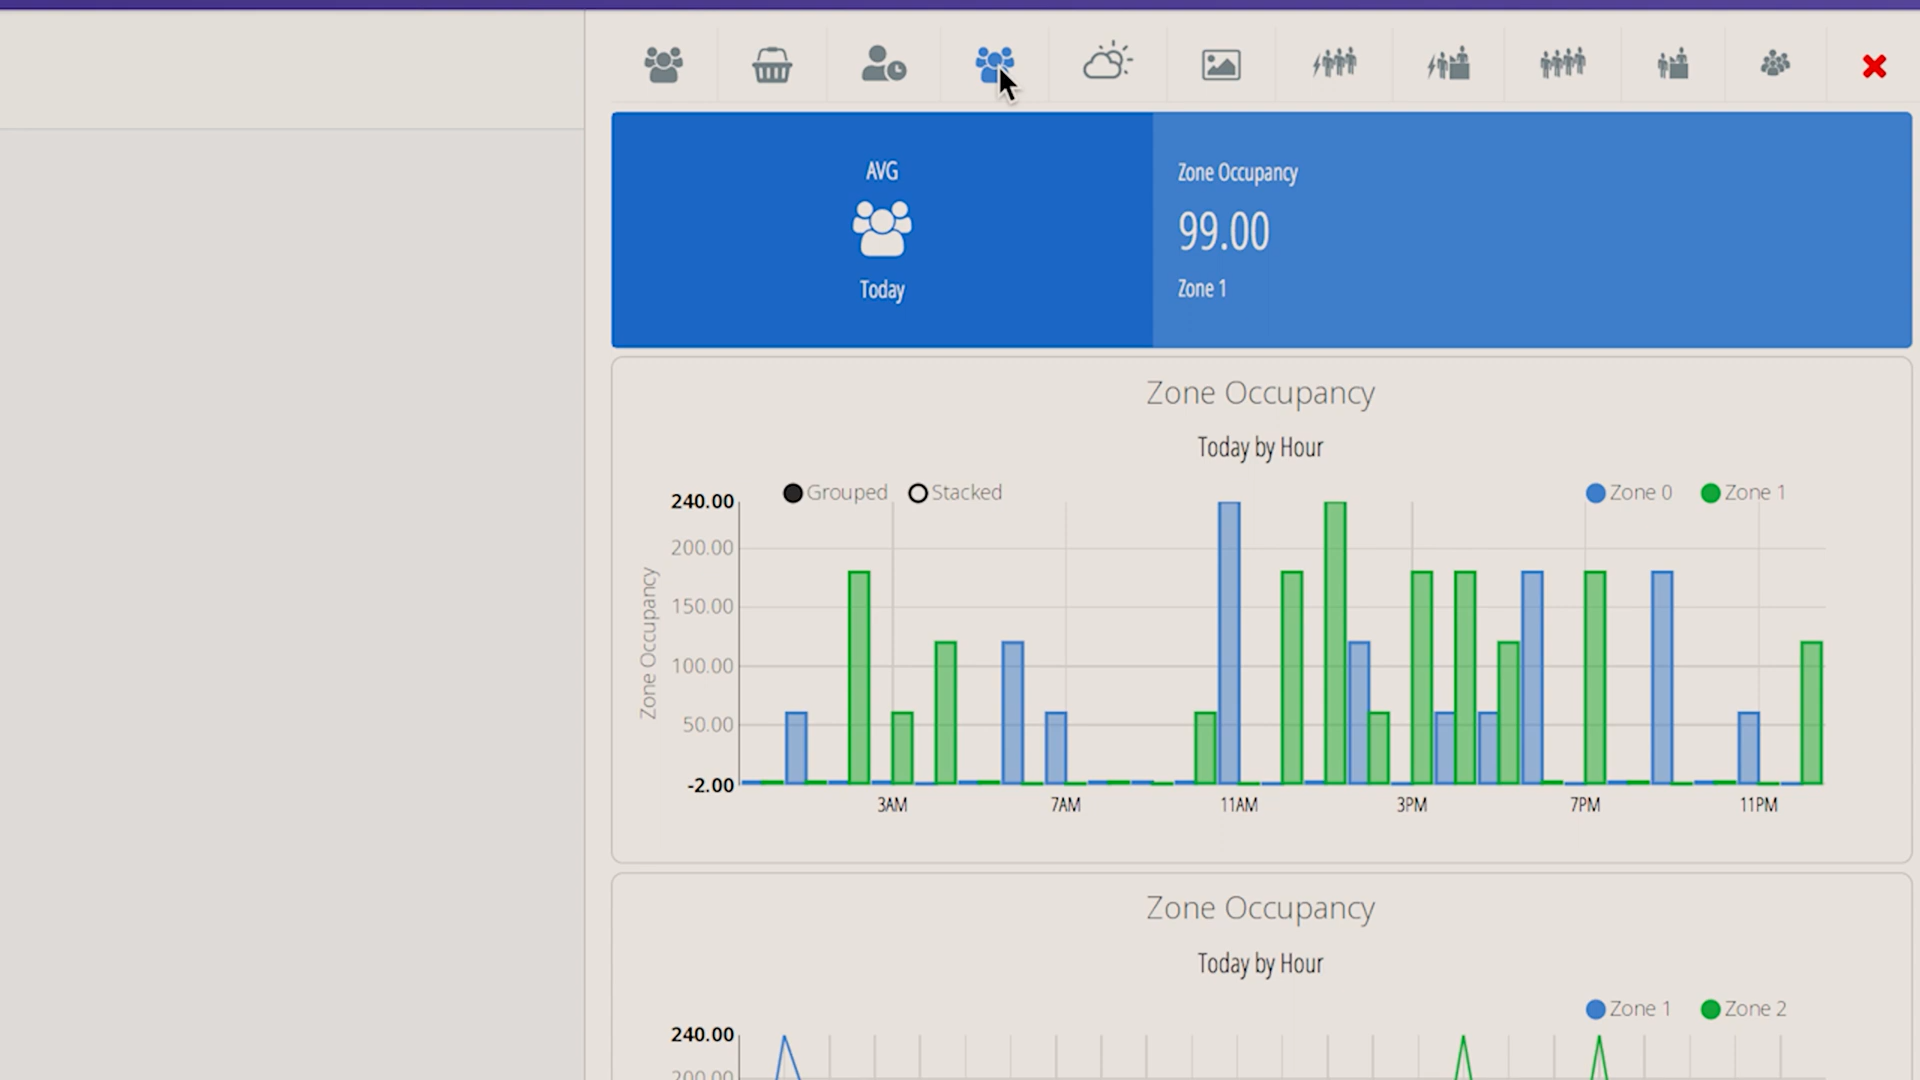 AVG
Today
Zone Occupancy
99.00
Zone 1
Zone Occupancy
Today by Hour
Grouped Stacked
Zone 0 Zone 1
240.00
200.00
150.00
100.00
50.00
-2.00
Zone Occupancy
3AM 7AM 11AM 3PM 7PM 11PM
Zone Occupancy
Today by Hour
Zone 1 Zone 2
240.00
200.00